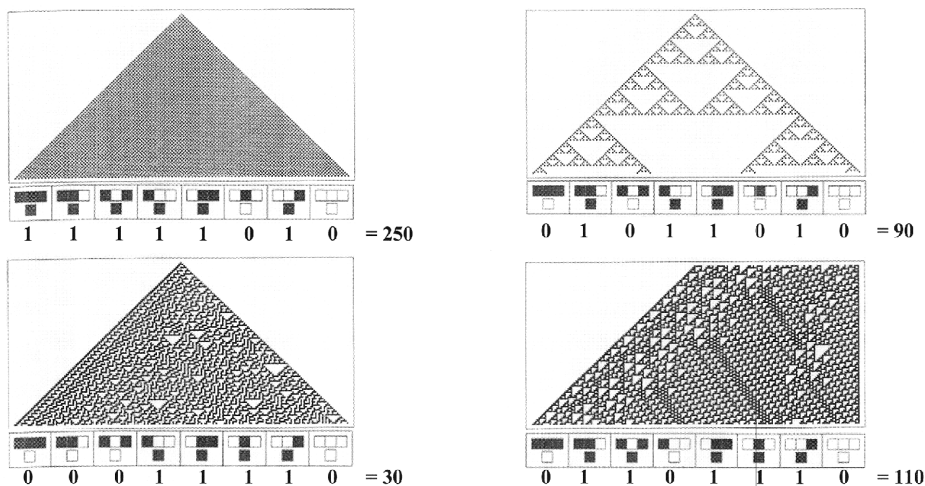 1 1 1 1 1 0 1 0 = 250
0 1 0 1 1 0 1 0 = 90
0 0 0 1 1 1 1 0 = 30
0 1 1 0 1 1 1 0 = 110